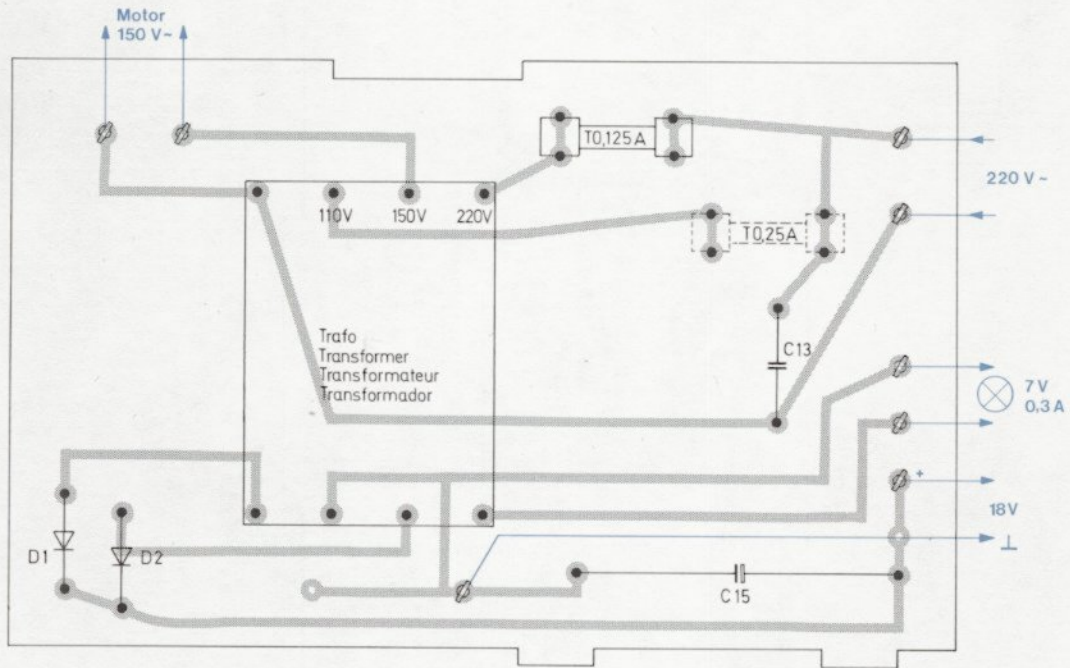 Motor
150 V~
T0,125A
110V
150V
220V
220 V~
T0,25A
Trafo
Transformer
Transformateur
Transformador
C13
7 V
0,3 A
+
18V
D1
D2
C15